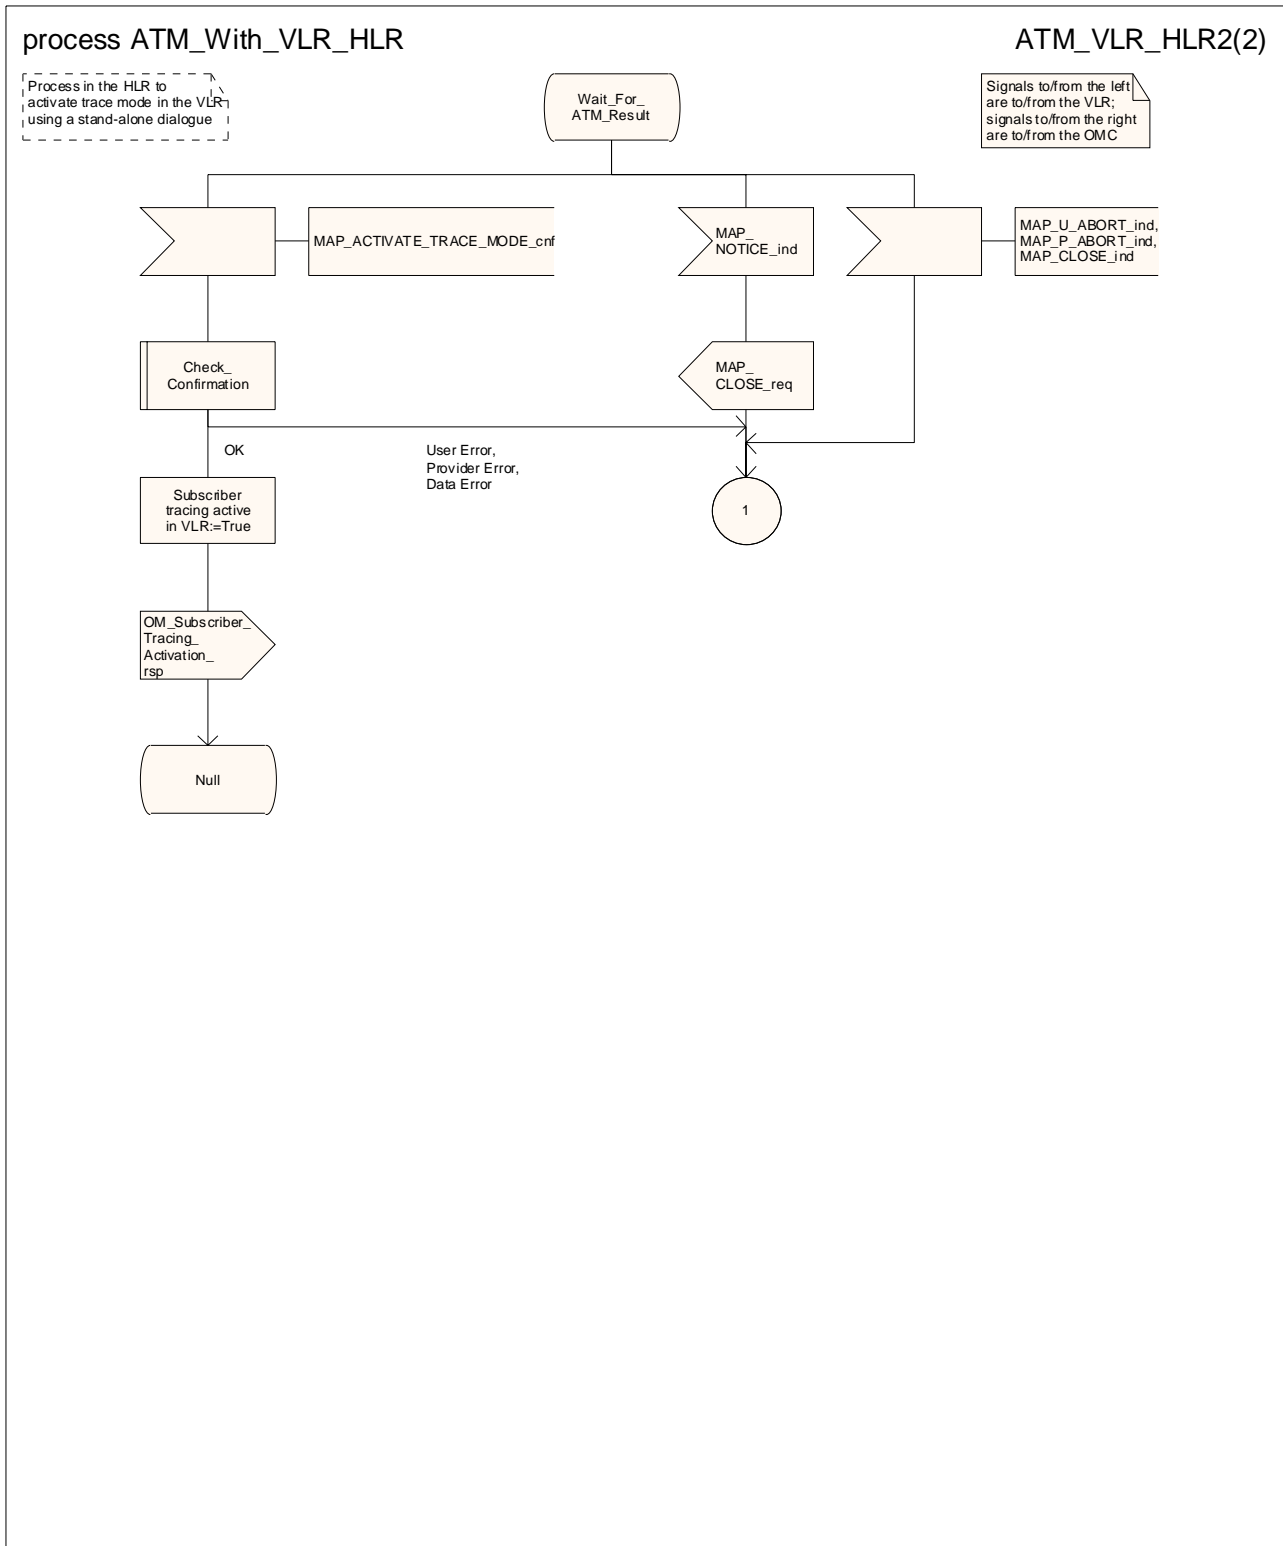 process ATM_With_VLR_HLR
ATM_VLR_HLR2(2)
Process in the HLR to
activate trace mode in the VLR
using a stand-alone dialogue
Wait_For_
ATM_Result
Signals to/from the left
are to/from the VLR;
signals to/from the right
are to/from the OMC
MAP_ACTIVATE_TRACE_MODE_cnf
MAP_
NOTICE_ind
MAP_U_ABORT_ind,
MAP_P_ABORT_ind,
MAP_CLOSE_ind
Check_
Confirmation
MAP_
CLOSE_req
OK
User Error,
Provider Error,
Data Error
Subscriber
tracing active
in VLR:=True
1
OM_Subscriber_
Tracing_
Activation_
rsp
Null